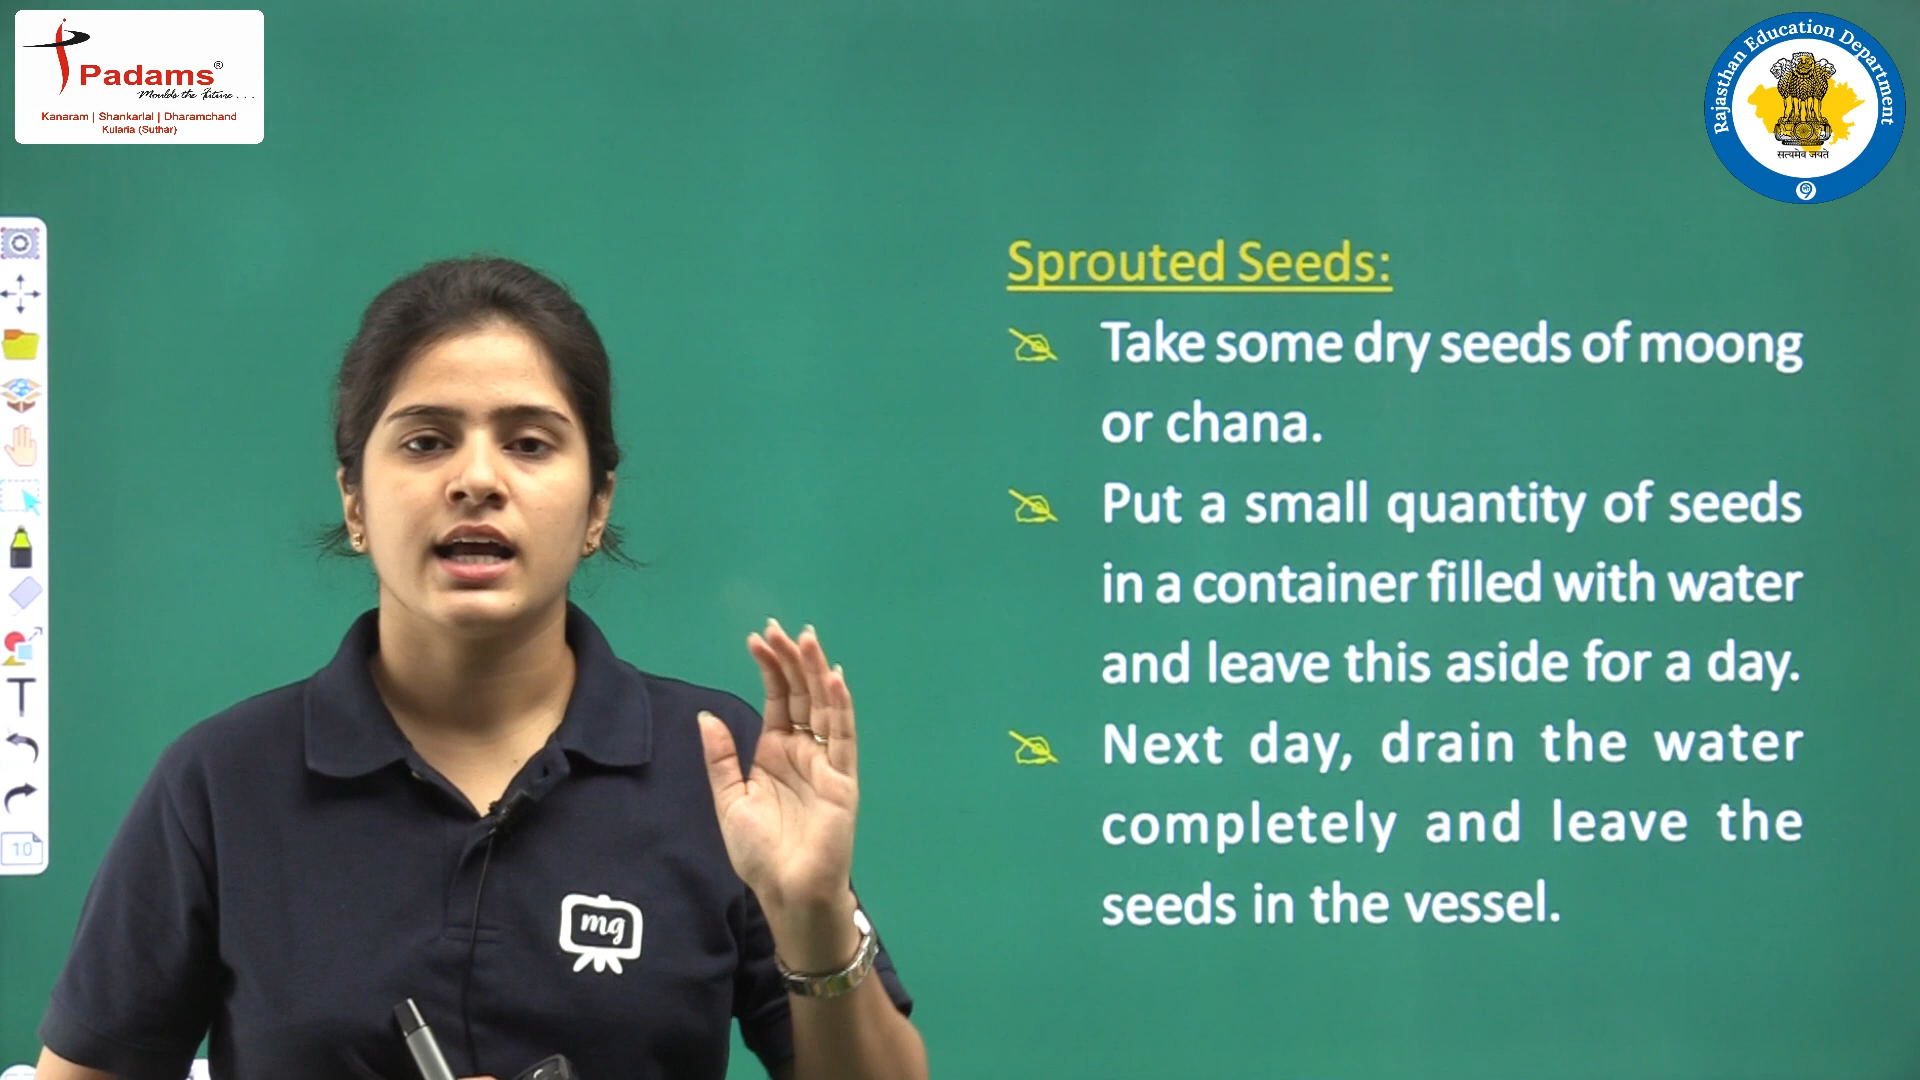 Padams®
Moulds the Future . . .
Kanaram | Shankarlal | Dharamchand
Kularia (Suthar)
Rajasthan Education Department
सत्यमेव जयते
Sprouted Seeds:
Take some dry seeds of moong
or chana.
Put a small quantity of seeds
in a container filled with water
and leave this aside for a day.
Next day, drain the water
completely and leave the
seeds in the vessel.
T
10
mg